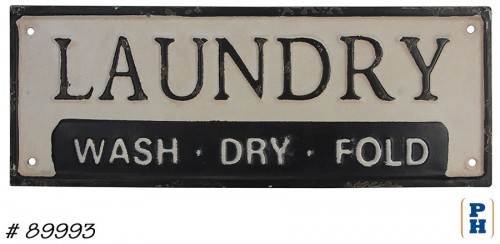 LAUNDRY
WASH · DRY · FOLD
# 89993
PH